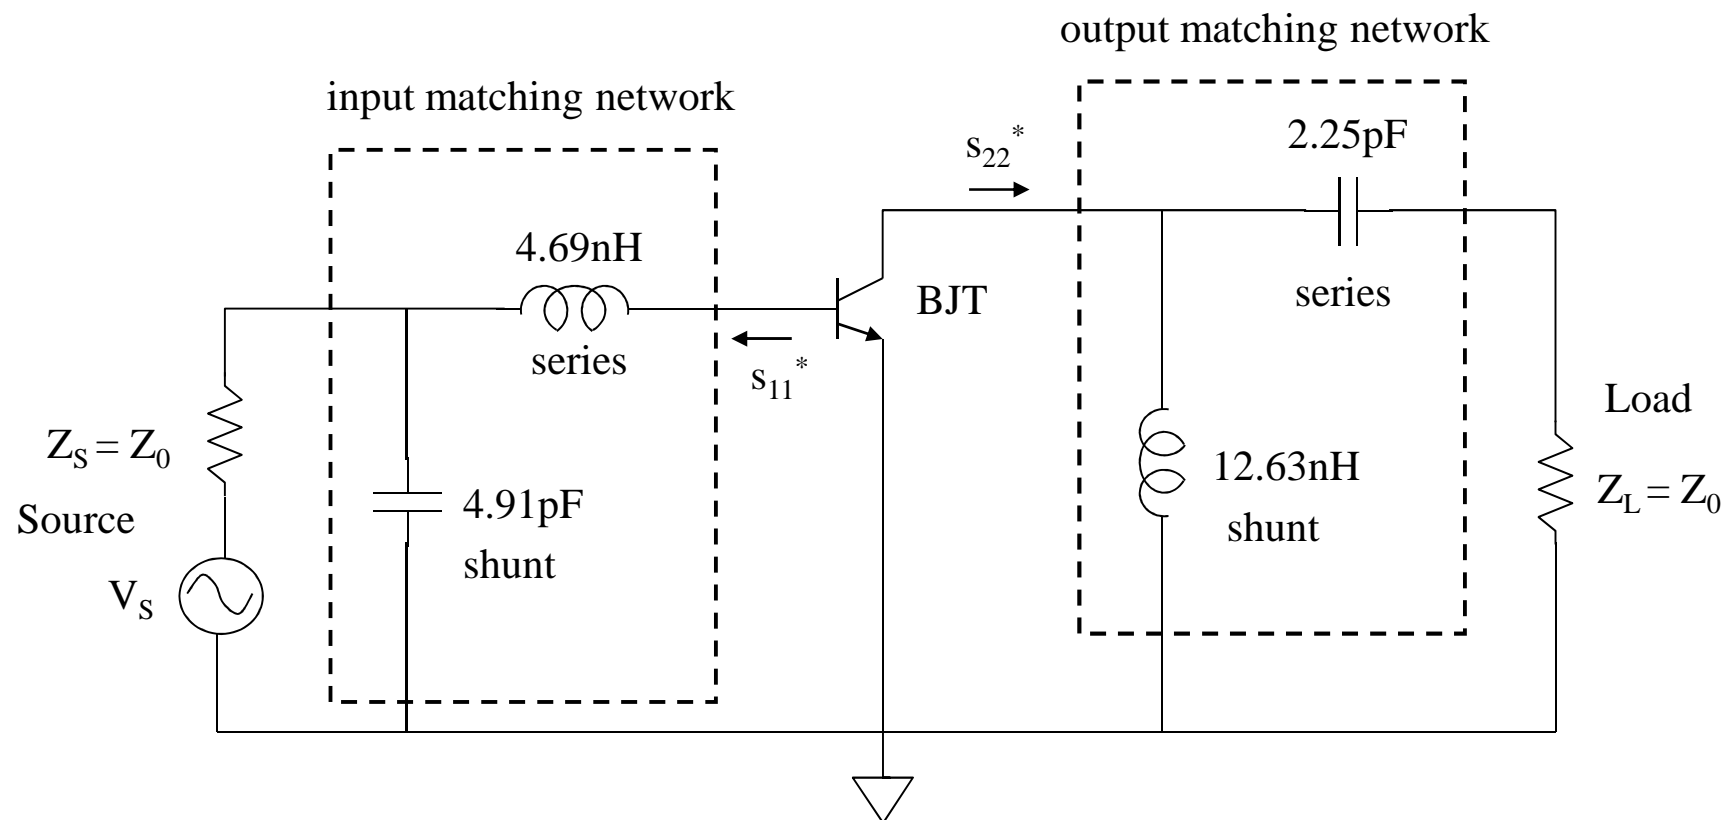 output matching network
input matching network
s22*
2.25pF
series
4.69nH
series
s11*
BJT
ZS = Z0
Source
VS
4.91pF
shunt
12.63nH
shunt
Load
ZL = Z0